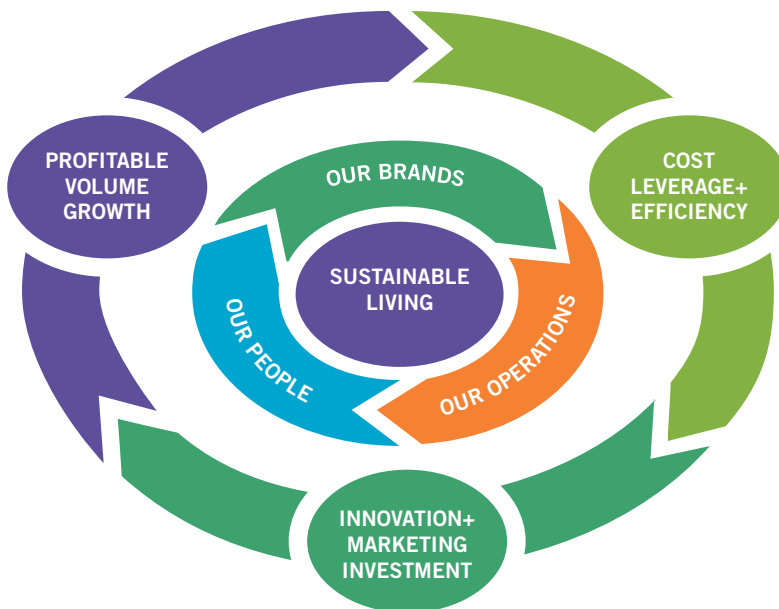 PROFITABLE
VOLUME
GROWTH
COST
LEVERAGE+
EFFICIENCY
OUR BRANDS
SUSTAINABLE
LIVING
OUR PEOPLE
OUR OPERATIONS
INNOVATION+
MARKETING
INVESTMENT